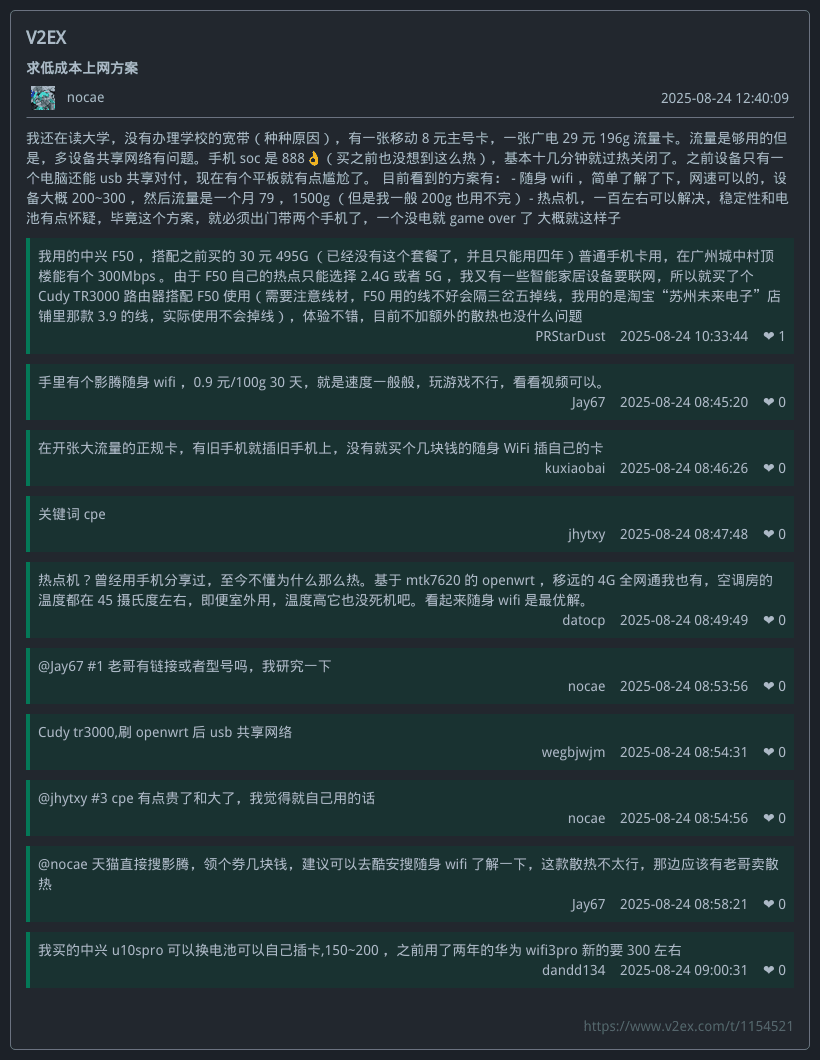 V2EX
求低成本上网方案
nocae 2025-08-24 12:40:09
我还在读大学，没有办理学校的宽带（种种原因），有一张移动 8 元主号卡，一张广电 29 元 196g 流量卡。流量是够用的但
是，多设备共享网络有问题。手机 soc 是 888👌（买之前也没想到这么热），基本十几分钟就过热关闭了。之前设备只有一
个电脑还能 usb 共享对付，现在有个平板就有点尴尬了。 目前看到的方案有： - 随身 wifi ，简单了解了下，网速可以的，设
备大概 200~300 ，然后流量是一个月 79 ，1500g （但是我一般 200g 也用不完） - 热点机，一百左右可以解决，稳定性和电
池有点怀疑，毕竟这个方案，就必须出门带两个手机了，一个没电就 game over 了 大概就这样子
我用的中兴 F50 ，搭配之前买的 30 元 495G （已经没有这个套餐了，并且只能用四年）普通手机卡用，在广州城中村顶
楼能有个 300Mbps 。由于 F50 自己的热点只能选择 2.4G 或者 5G ，我又有一些智能家居设备要联网，所以就买了个
Cudy TR3000 路由器搭配 F50 使用（需要注意线材，F50 用的线不好会隔三岔五掉线，我用的是淘宝“苏州未来电子”店
铺里那款 3.9 的线，实际使用不会掉线），体验不错，目前不加额外的散热也没什么问题
PRStarDust 2025-08-24 10:33:44 ❤ 1
手里有个影腾随身 wifi ，0.9 元/100g 30 天，就是速度一般般，玩游戏不行，看看视频可以。
Jay67 2025-08-24 08:45:20 ❤ 0
在开张大流量的正规卡，有旧手机就插旧手机上，没有就买个几块钱的随身 WiFi 插自己的卡
kuxiaobai 2025-08-24 08:46:26 ❤ 0
关键词 cpe
jhytxy 2025-08-24 08:47:48 ❤ 0
热点机？曾经用手机分享过，至今不懂为什么那么热。基于 mtk7620 的 openwrt ，移远的 4G 全网通我也有，空调房的
温度都在 45 摄氏度左右，即便室外用，温度高它也没死机吧。看起来随身 wifi 是最优解。
datocp 2025-08-24 08:49:49 ❤ 0
@Jay67 #1 老哥有链接或者型号吗，我研究一下
nocae 2025-08-24 08:53:56 ❤ 0
Cudy tr3000,刷 openwrt 后 usb 共享网络
wegbjwjm 2025-08-24 08:54:31 ❤ 0
@jhytxy #3 cpe 有点贵了和大了，我觉得就自己用的话
nocae 2025-08-24 08:54:56 ❤ 0
@nocae 天猫直接搜影腾，领个券几块钱，建议可以去酷安搜随身 wifi 了解一下，这款散热不太行，那边应该有老哥卖散
热
Jay67 2025-08-24 08:58:21 ❤ 0
我买的中兴 u10spro 可以换电池可以自己插卡,150~200 ，之前用了两年的华为 wifi3pro 新的要 300 左右
dandd134 2025-08-24 09:00:31 ❤ 0
https://www.v2ex.com/t/1154521